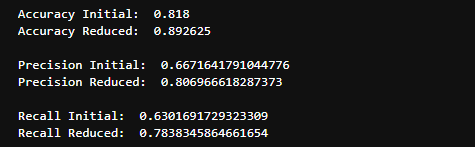 Accuracy Initial:  0.818
Accuracy Reduced:  0.892625
Precision Initial:  0.6671641791044776
Precision Reduced:  0.806966618287373
Recall Initial:  0.6301691729323309
Recall Reduced:  0.7838345864661654